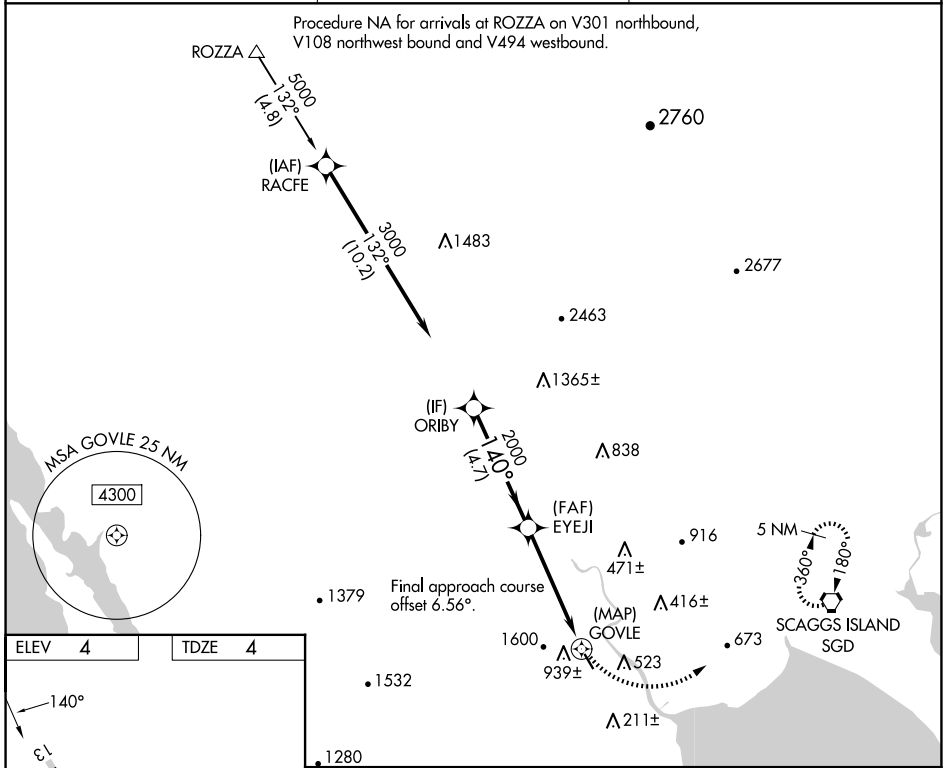 Procedure NA for arrivals at ROZZA on V301 northbound,
V108 northwest bound and V494 westbound.
ROZZA
5000
132°
(4.8)
2760
(IAF)
RACFE
3000
132°
(10.2)
1483
2677
2463
1365±
(IF)
ORIBY
2000
140°
(4.7)
838
MSA GOVLE 25 NM
4300
(FAF)
EYEJI
916
5 NM
360°
180°
471±
Final approach course
offset 6.56°.
1379
416±
(MAP)
GOVLE
SCAGGS ISLAND
SGD
1600
673
939±
523
ELEV 4
TDZE 4
1532
140°
211±
13
1280